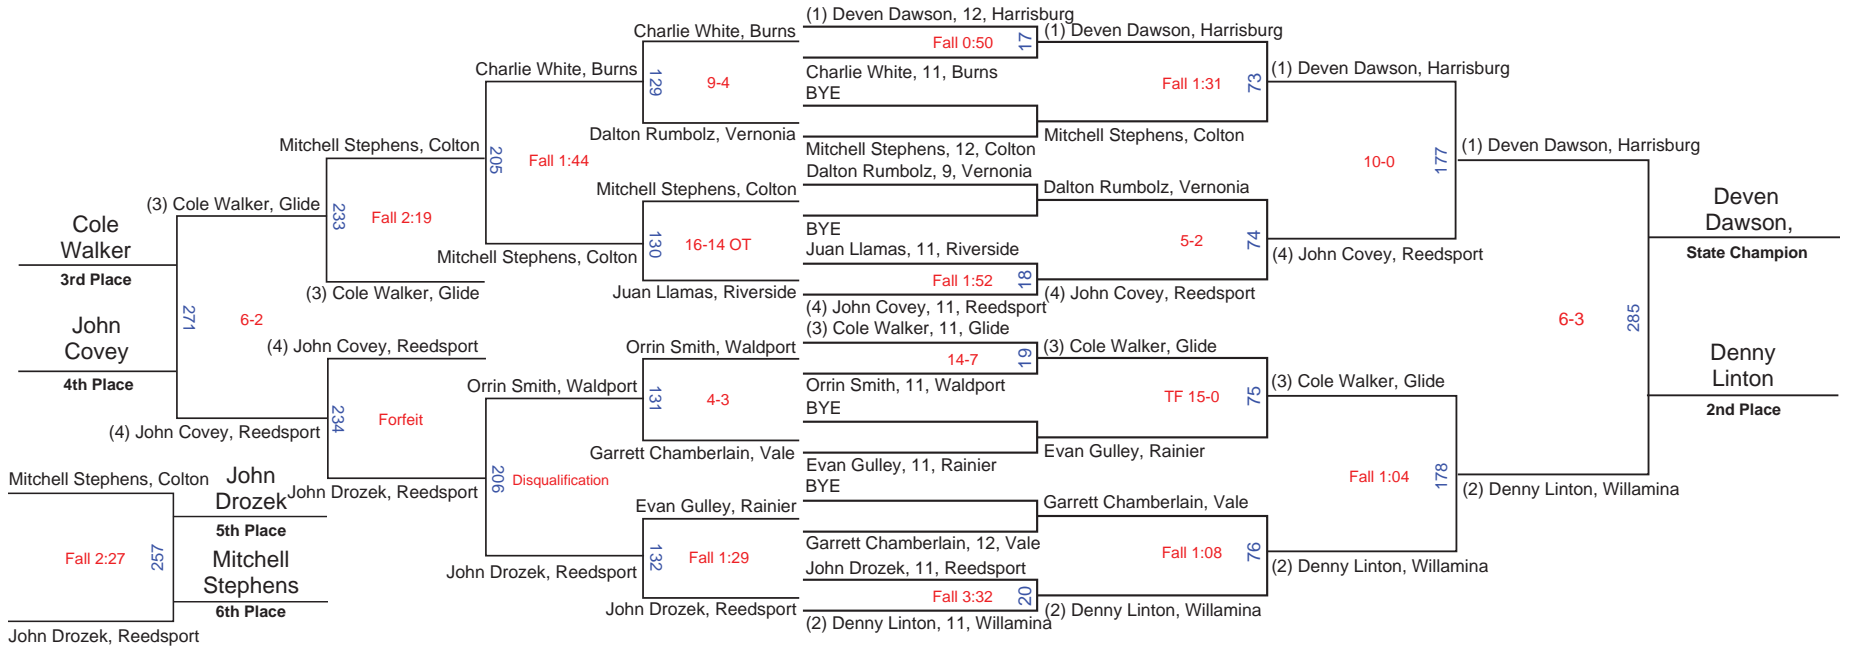 (1) Deven Dawson, 12, Harrisburg
Charlie White, Burns
(1) Deven Dawson, Harrisburg
Fall 0:50
17
Charlie White, Burns
129
9-4
Charlie White, 11, Burns
BYE
Fall 1:31
73
(1) Deven Dawson, Harrisburg
Dalton Rumbolz, Vernonia
Mitchell Stephens, Colton
Mitchell Stephens, Colton
205
Fall 1:44
Mitchell Stephens, 12, Colton
Dalton Rumbolz, 9, Vernonia
10-0
177
(1) Deven Dawson, Harrisburg
Mitchell Stephens, Colton
Dalton Rumbolz, Vernonia
(3) Cole Walker, Glide
233
Fall 2:19
Cole
Walker
3rd Place
130
16-14 OT
BYE
Juan Llamas, 11, Riverside
5-2
74
Deven
Dawson,
State Champion
Mitchell Stephens, Colton
(4) John Covey, Reedsport
Fall 1:52
18
(3) Cole Walker, Glide
Juan Llamas, Riverside
(4) John Covey, Reedsport
(4) John Covey, 11, Reedsport
(3) Cole Walker, 11, Glide
271
6-2
6-3
285
John
Covey
4th Place
(4) John Covey, Reedsport
Orrin Smith, Waldport
14-7
19
(3) Cole Walker, Glide
Orrin Smith, Waldport
131
4-3
Orrin Smith, 11, Waldport
BYE
TF 15-0
75
(3) Cole Walker, Glide
Denny
Linton
2nd Place
234
Forfeit
(4) John Covey, Reedsport
Garrett Chamberlain, Vale
Evan Gulley, Rainier
Evan Gulley, 11, Rainier
BYE
Mitchell Stephens, Colton
John
Drozek
5th Place
John Drozek, Reedsport
206
Disqualification
Fall 1:04
178
(2) Denny Linton, Willamina
Evan Gulley, Rainier
Garrett Chamberlain, Vale
Fall 2:27
257
Mitchell
Stephens
6th Place
132
Fall 1:29
Garrett Chamberlain, 12, Vale
John Drozek, 11, Reedsport
Fall 1:08
76
(2) Denny Linton, Willamina
John Drozek, Reedsport
Fall 3:32
20
John Drozek, Reedsport
(2) Denny Linton, Willamina
(2) Denny Linton, 11, Willamina
John Drozek, Reedsport